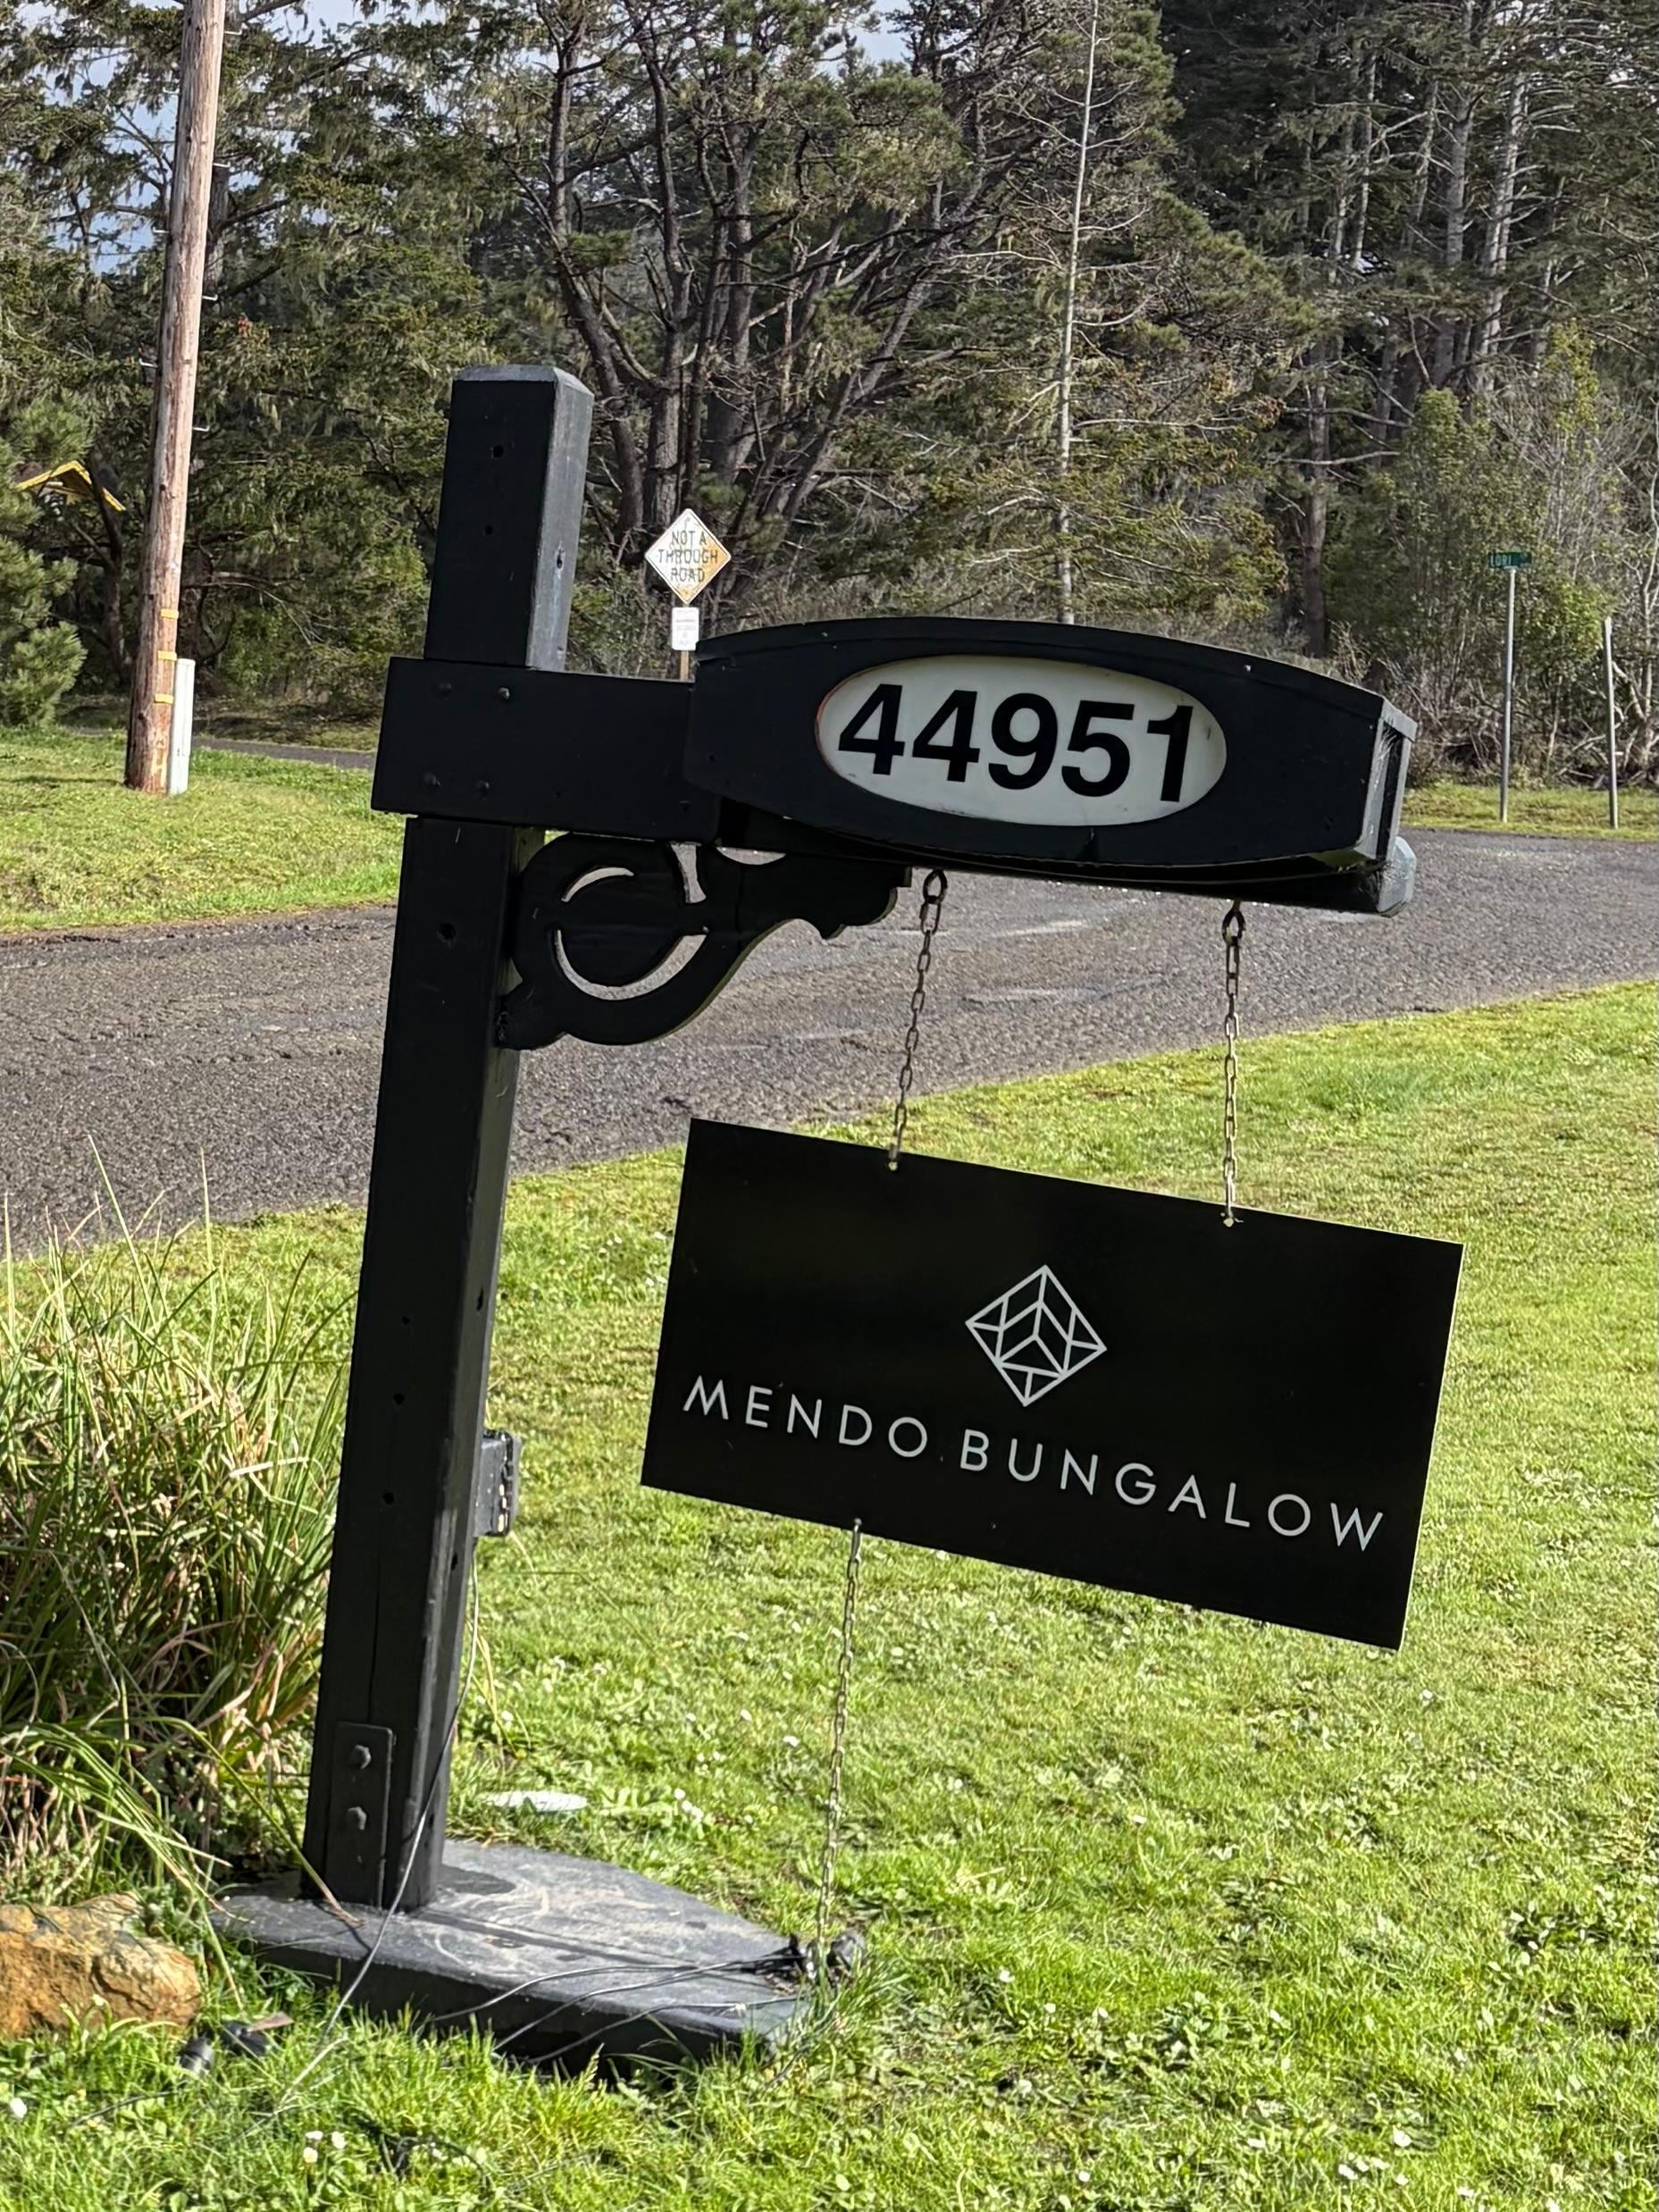 NOT A
THROUGH
ROAD
44951
MENDO BUNGALOW